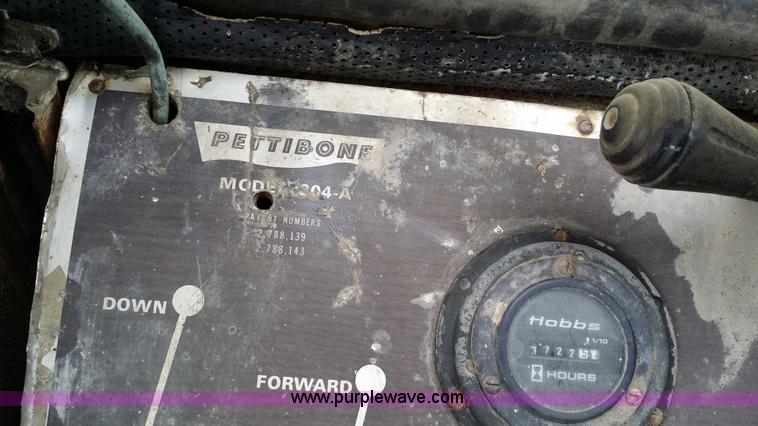 PETTIBONE
204-A
PATENT NUMBERS
2,788,139
2,788,143
DOWN
FORWARD
Hobbs
1/10
HOURS
www.purplewave.com